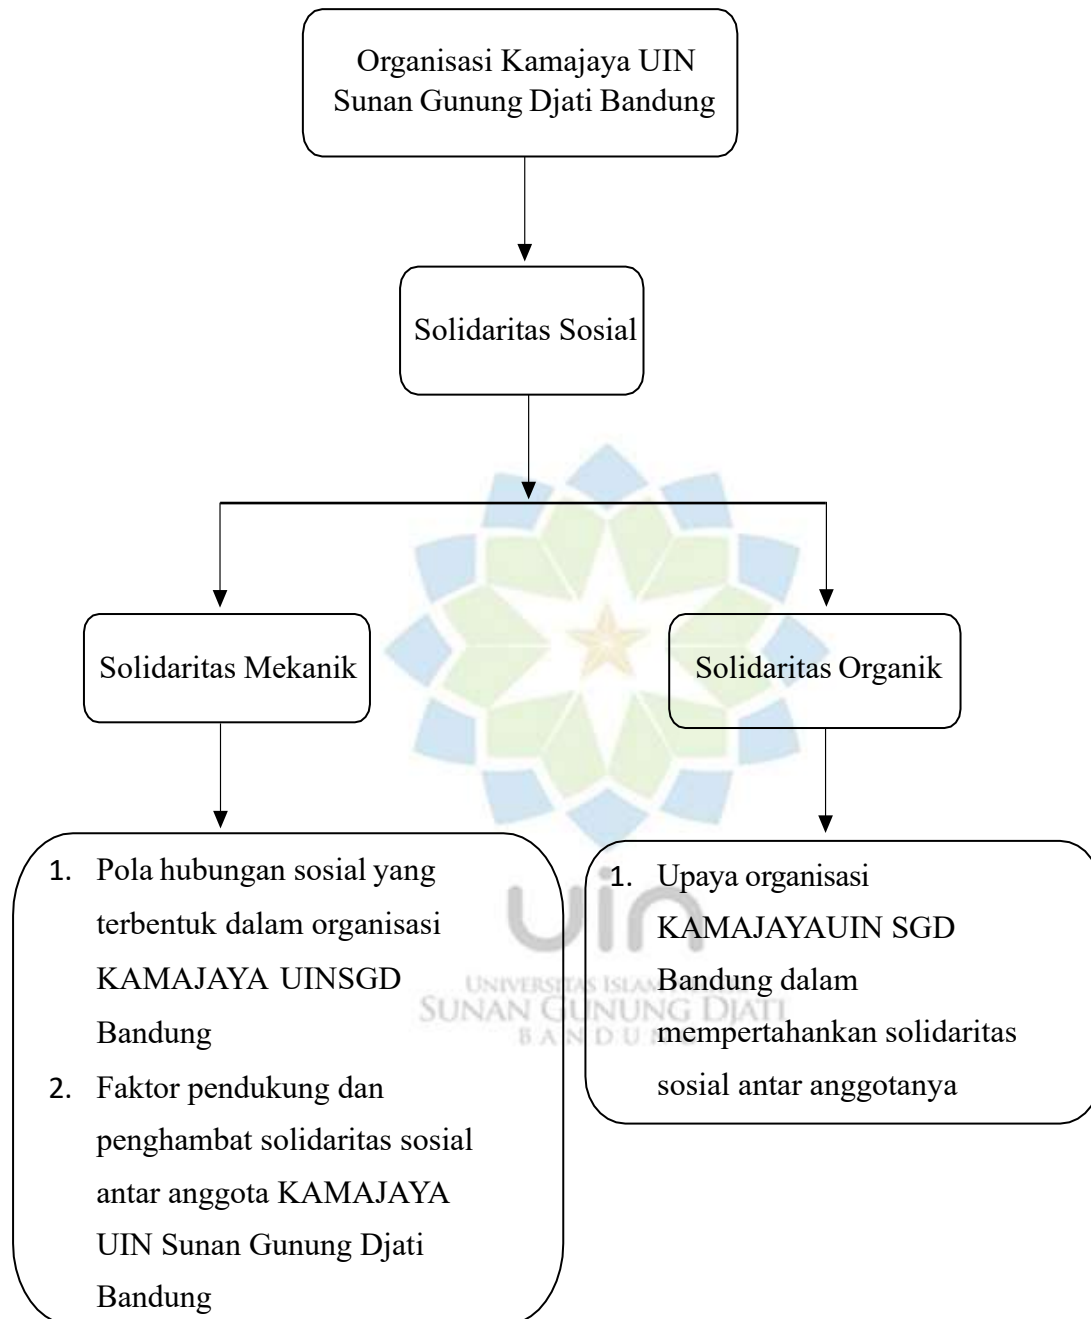 Organisasi Kamajaya UIN
Sunan Gunung Djati Bandung
Solidaritas Sosial
Solidaritas Mekanik
Solidaritas Organik
1. Pola hubungan sosial yang
terbentuk dalam organisasi
KAMAJAYA UINSGD
Bandung
2. Faktor pendukung dan
penghambat solidaritas sosial
antar anggota KAMAJAYA
UIN Sunan Gunung Djati
Bandung
1. Upaya organisasi
KAMAJAYAUIN SGD
Bandung dalam
mempertahankan solidaritas
sosial antar anggotanya
uin
UNIVERSITAS ISLAM
SUNAN GUNUNG DJATI
BANDUNG